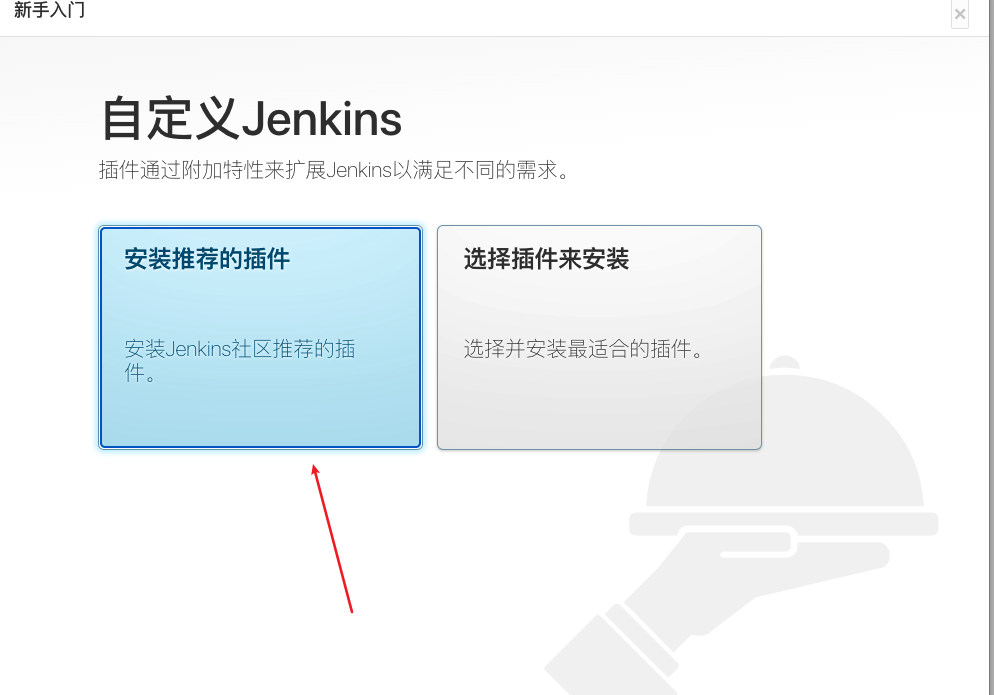 新手入门
×
自定义Jenkins
插件通过附加特性来扩展Jenkins以满足不同的需求。
安装推荐的插件
安装Jenkins社区推荐的插
件。
选择插件来安装
选择并安装最适合的插件。